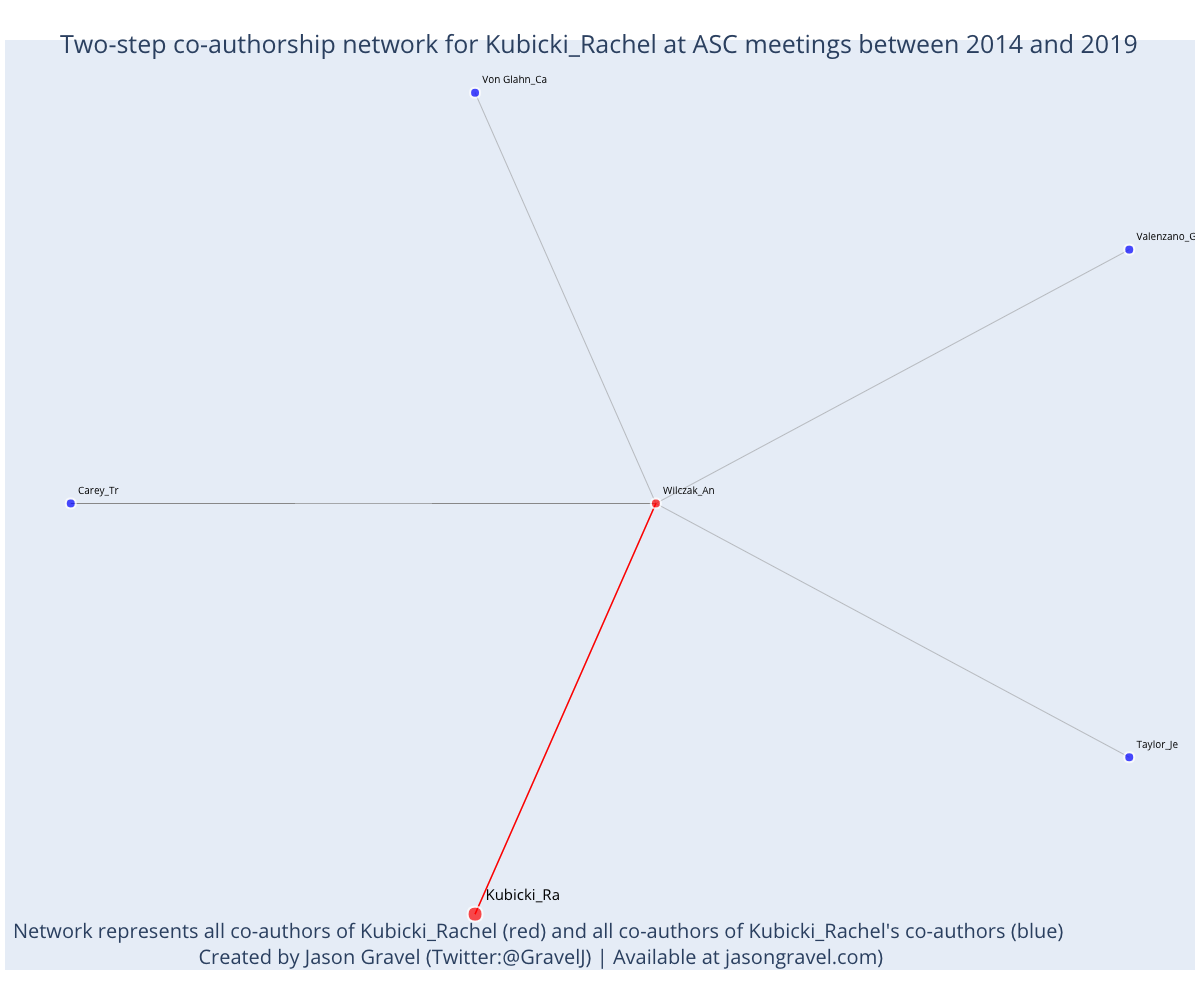 Two-step co-authorship network for Kubicki_Rachel at ASC meetings between 2014 and 2019
Von Glahn_Ca
Valenzano_G
Carey_Tr
Wilczak_An
Taylor_Je
Kubicki_Ra
Network represents all co-authors of Kubicki_Rachel (red) and all co-authors of Kubicki_Rachel's co-authors (blue)
Created by Jason Gravel (Twitter:@GravelJ) | Available at jasongravel.com)